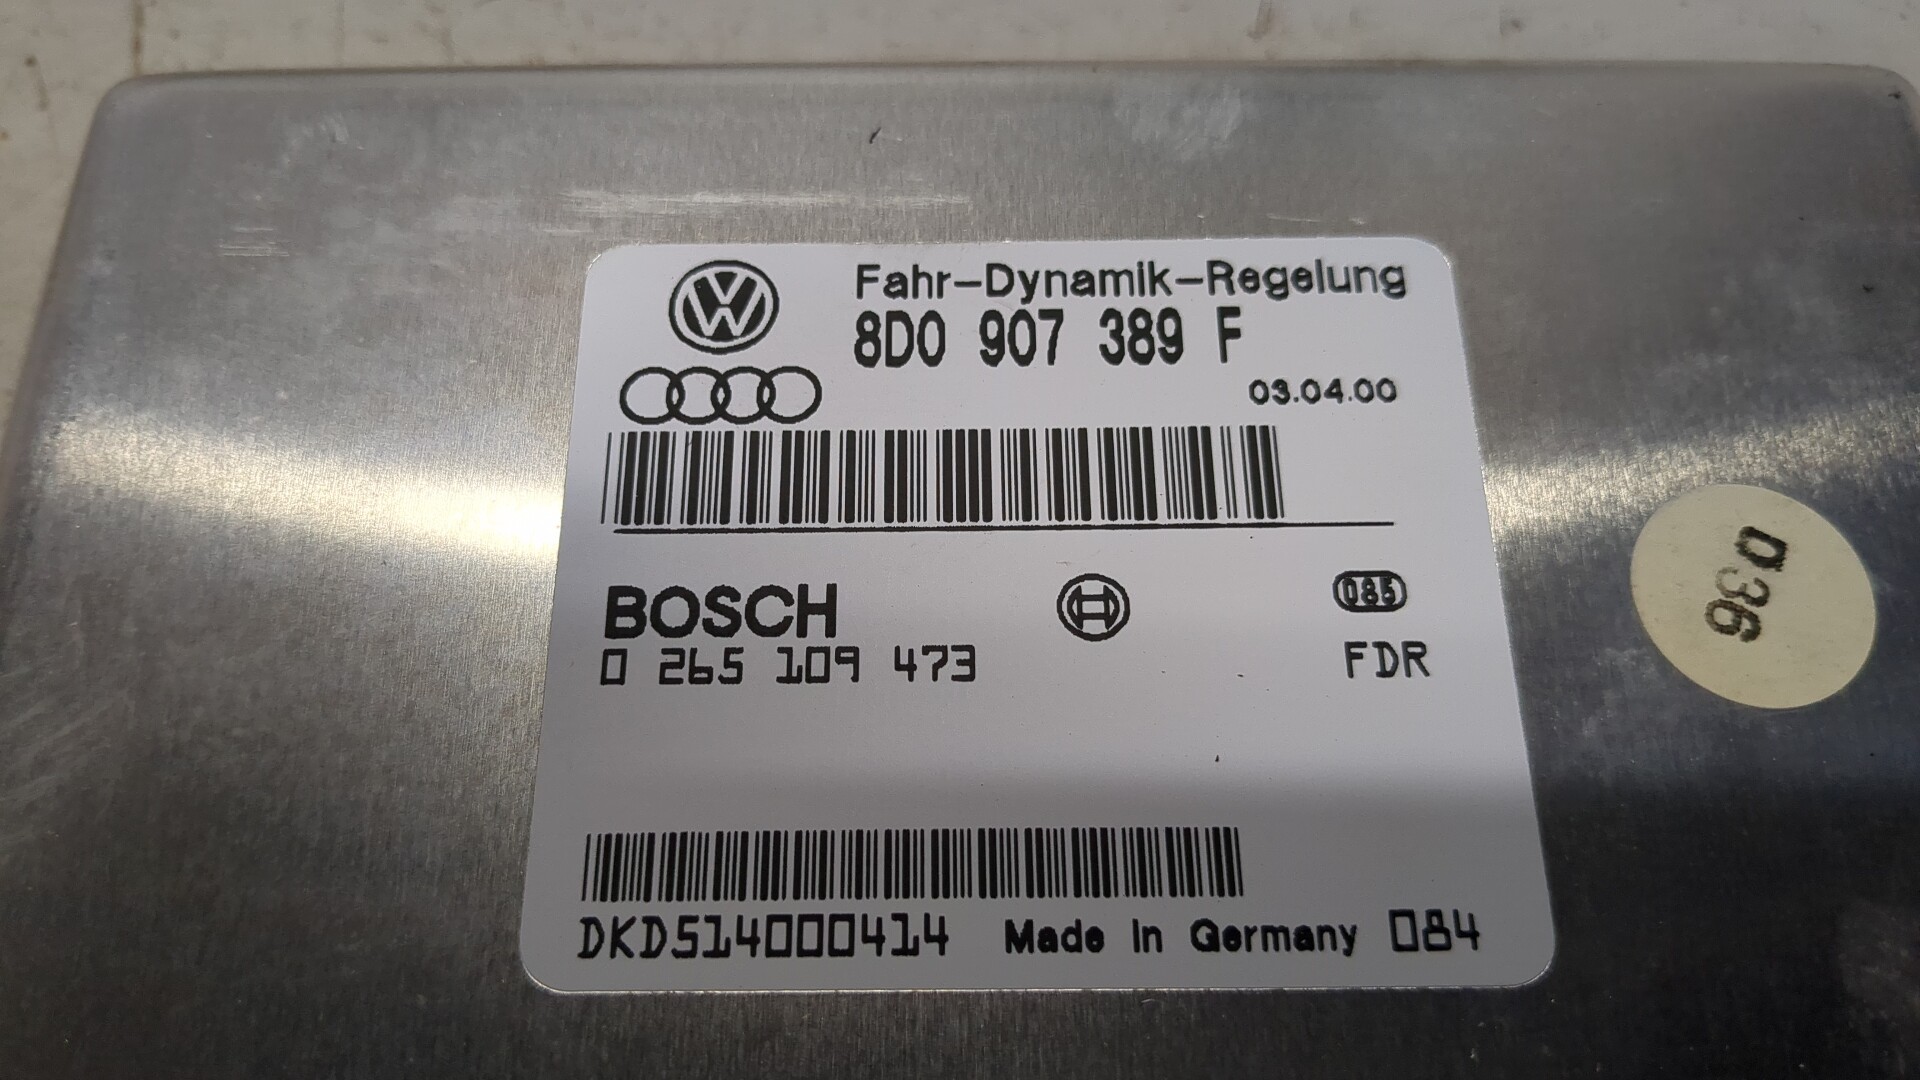 Fahr-Dynamik-Regelung
8D0 907 389 F
03.04.00
BOSCH
085
0 265 109 473
FDR
DKD514000414 Made In Germany 084
D36